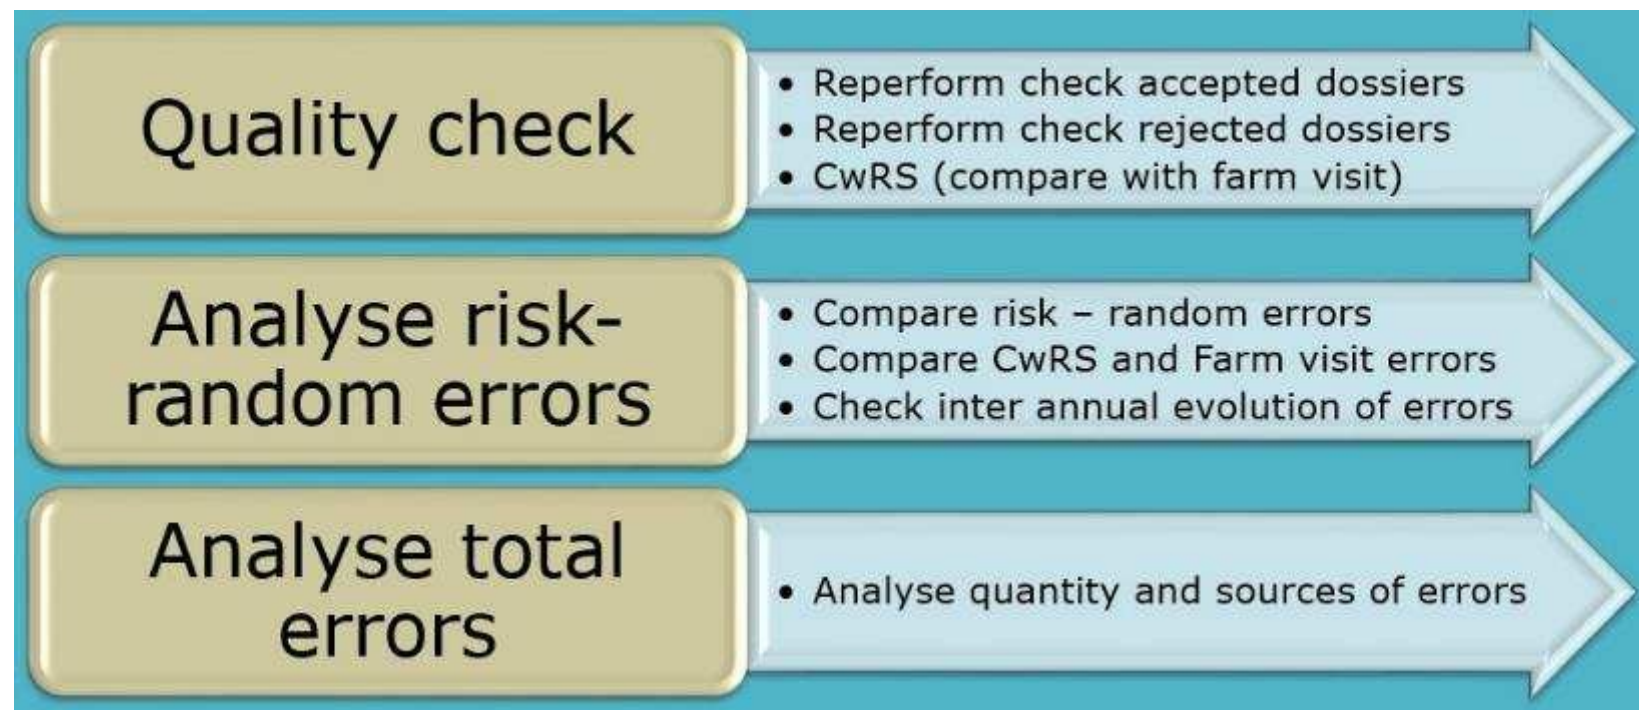 Quality check
• Reperform check accepted dossiers
• Reperform check rejected dossiers
• CwRS (compare with farm visit)
Analyse risk-
random errors
• Compare risk – random errors
• Compare CwRS and Farm visit errors
• Check inter annual evolution of errors
Analyse total
errors
• Analyse quantity and sources of errors